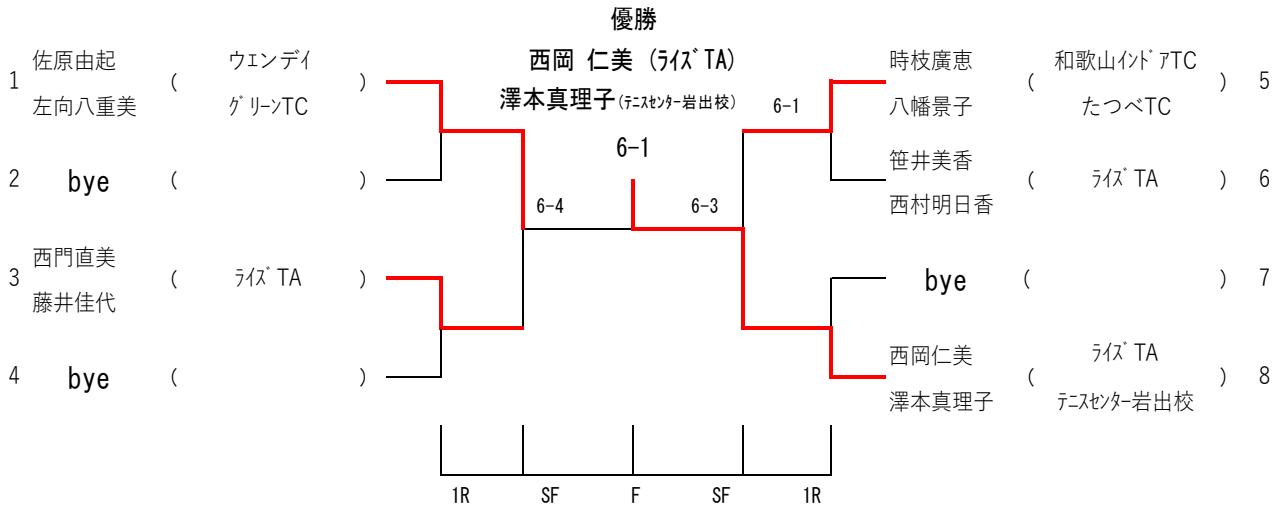 優勝
西岡 仁美 (ﾗｲｽﾞTA)
澤本真理子(ﾃﾆｽｾﾝﾀｰ岩出校)
6-1
1 佐原由起 ( ウェンデイ )
左向八重美 ｸﾞﾘｰﾝTC
2 bye ( )
3 西門直美 ( ﾗｲｽﾞTA )
藤井佳代
4 bye ( )
6-4
6-3
6-1
時枝廣恵 ( 和歌山ｲﾝﾄﾞｱTC ) 5
八幡景子 たつべTC
笹井美香 ( ﾗｲｽﾞTA ) 6
西村明日香
bye ( ) 7
西岡仁美 ( ﾗｲｽﾞTA ) 8
澤本真理子 ﾃﾆｽｾﾝﾀｰ岩出校
1R SF F SF 1R